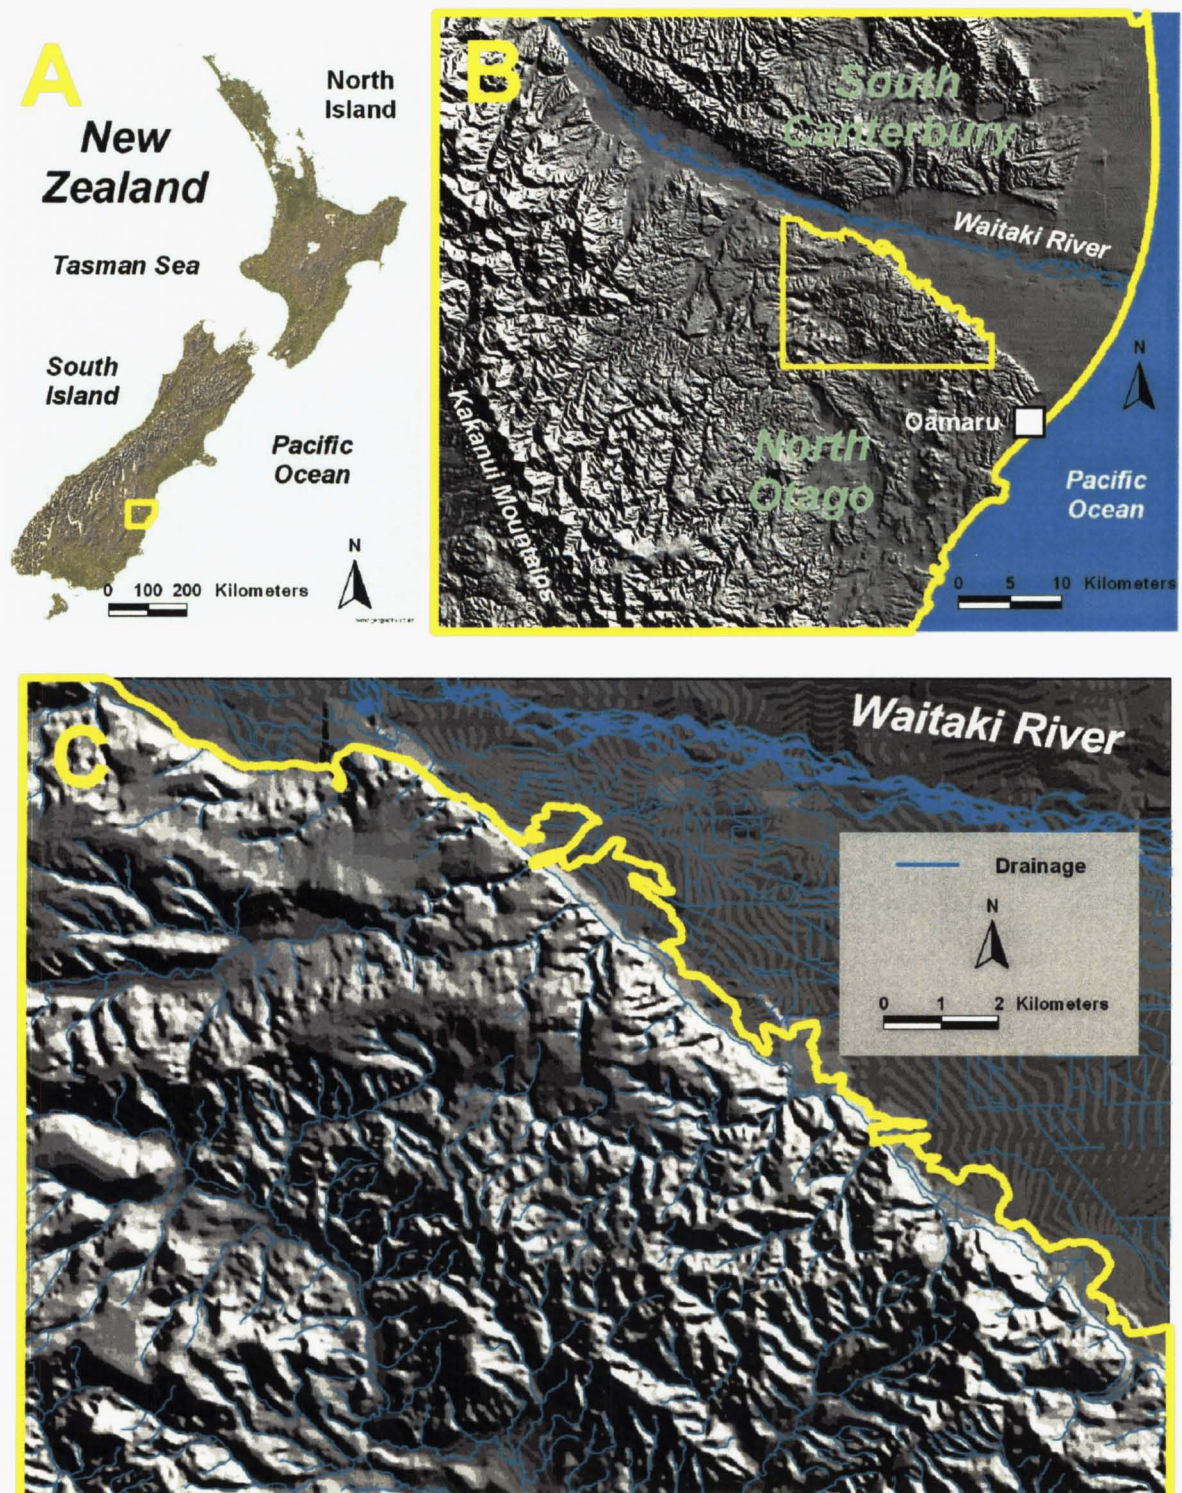 A
North
Island
New
Zealand
Tasman Sea
South
Island
Pacific
Ocean
N
0 100 200 Kilometers
B
South
Canterbury
Waitaki River
N
Oamaru
Kakanui Mountains
North
Otago
Pacific
Ocean
0 5 10 Kilometers
C
Waitaki River
Drainage
N
0 1 2 Kilometers